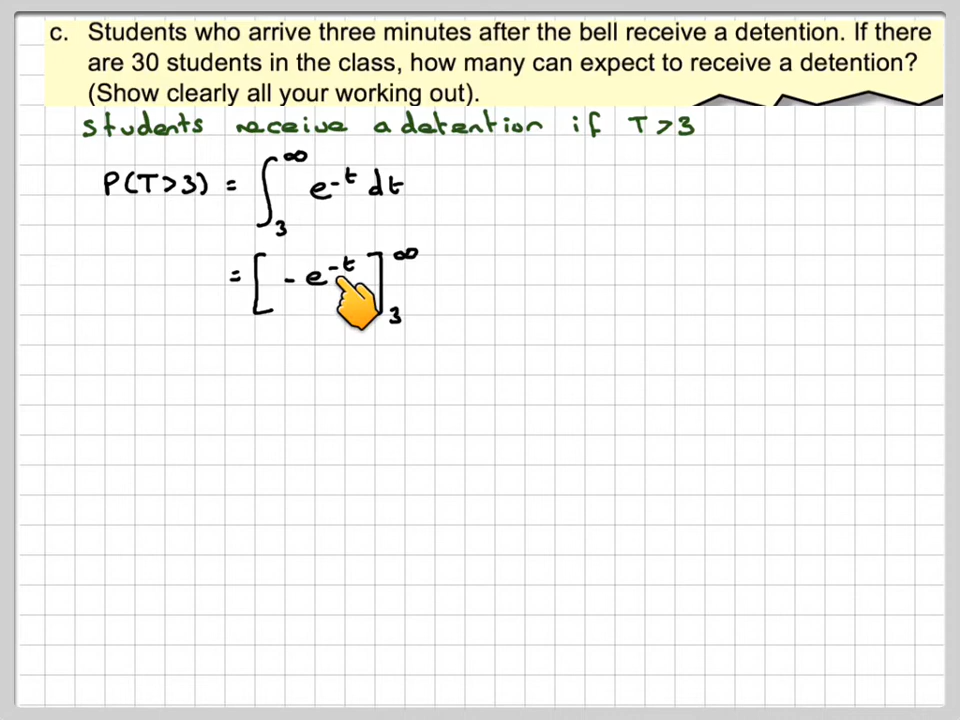 c. Students who arrive three minutes after the bell receive a detention. If there
are 30 students in the class, how many can expect to receive a detention?
(Show clearly all your working out).
students receive a detention if T > 3
P(T>3) = ∫₃^∞ e^-t dt
= [ - e^-t ]₃^∞